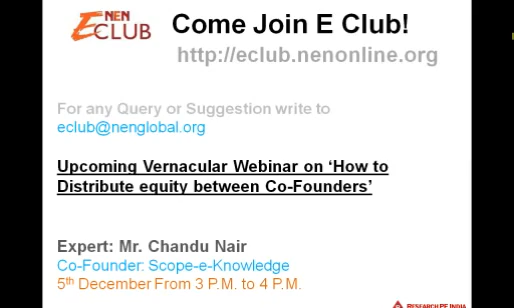 NEN
ECLUB
Come Join E Club!
http://eclub.nenonline.org
For any Query or Suggestion write to
eclub@nenglobal.org
Upcoming Vernacular Webinar on ‘How to
Distribute equity between Co-Founders’
Expert: Mr. Chandu Nair
Co-Founder: Scope-e-Knowledge
5th December From 3 P.M. to 4 P.M.
RESEARCH PE INDIA